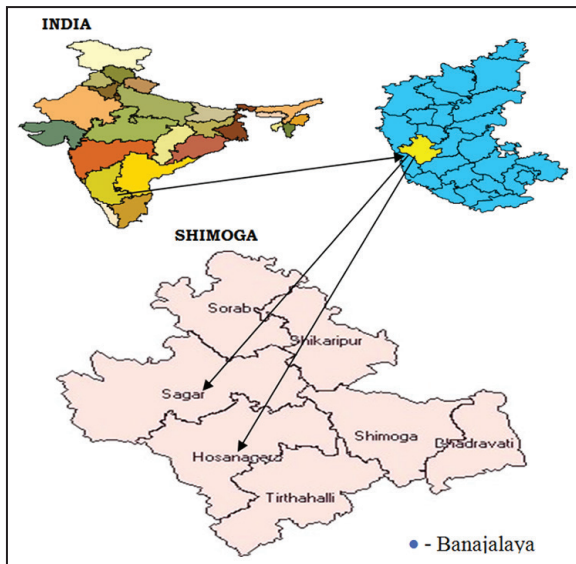 INDIA
SHIMOGA
Sorab
Shikaripur
Sagar
Shimoga
Bhadravati
Hosanagara
Tirthahalli
- Banajalaya